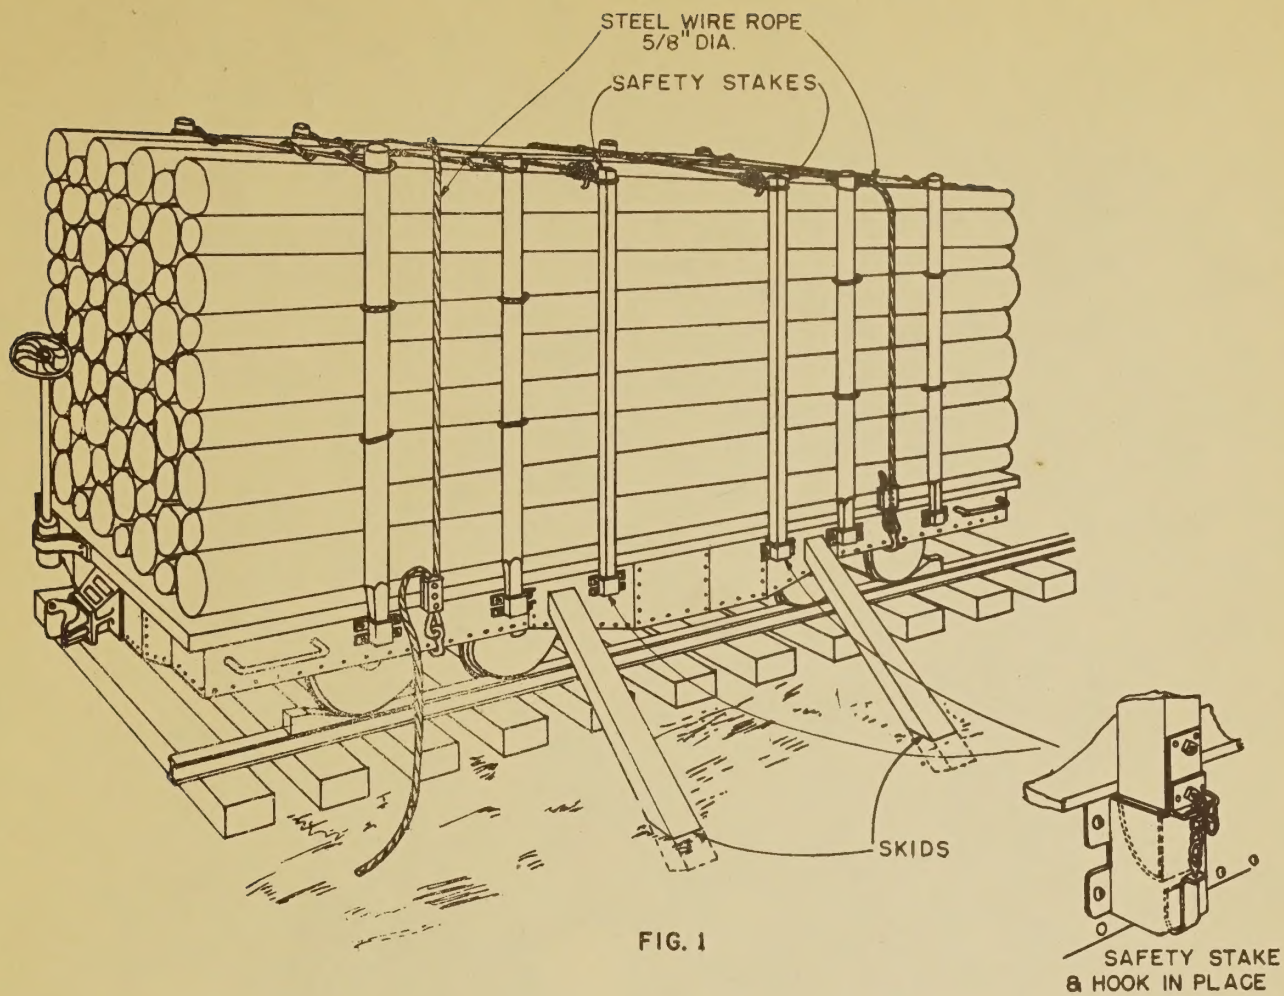 STEEL WIRE ROPE
5/8" DIA.
SAFETY STAKES
SKIDS
FIG. 1
SAFETY STAKE
& HOOK IN PLACE